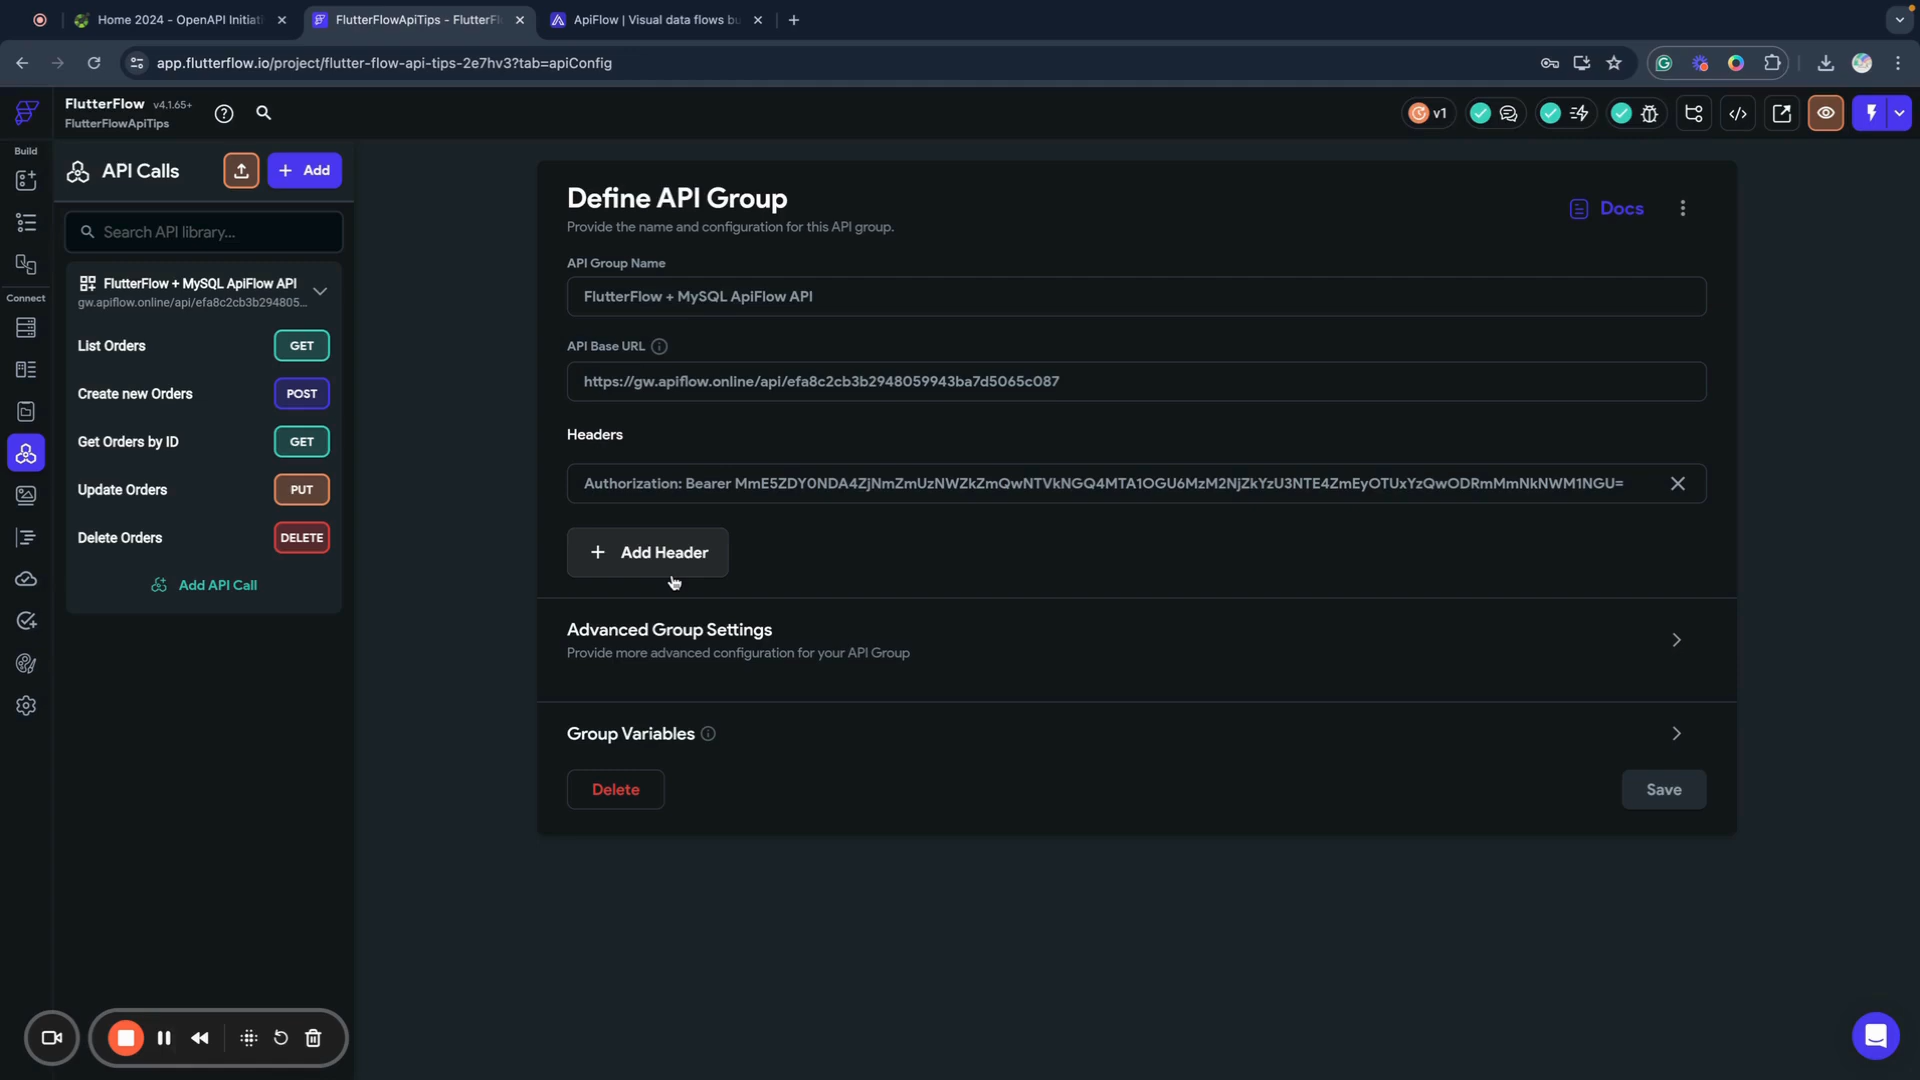 Home 2024 - OpenAPI Initiati
FlutterFlowApiTips - FlutterFl
ApiFlow | Visual data flows bu
app.flutterflow.io/project/flutter-flow-api-tips-2e7hv3?tab=apiConfig
FlutterFlow v4.1.65+
FlutterFlowApiTips
v1
Build
API Calls
+ Add
Search API library...
FlutterFlow + MySQL ApiFlow API
gw.apiflow.online/api/efa8c2cb3b294805...
Connect
List Orders GET
Create new Orders POST
Get Orders by ID GET
Update Orders PUT
Delete Orders DELETE
Add API Call
Define API Group
Provide the name and configuration for this API group.
Docs
API Group Name
FlutterFlow + MySQL ApiFlow API
API Base URL
https://gw.apiflow.online/api/efa8c2cb3b2948059943ba7d5065c087
Headers
Authorization: Bearer MmE5ZDY0NDA4ZjNmZmUzNWZkZmQwNTVkNGQ4MTA1OGU6MzM2NjZkYzU3NTE4ZmEyOTUxYzQwODRmMmNkNWM1NGU=
+ Add Header
Advanced Group Settings
Provide more advanced configuration for your API Group
Group Variables
Delete
Save